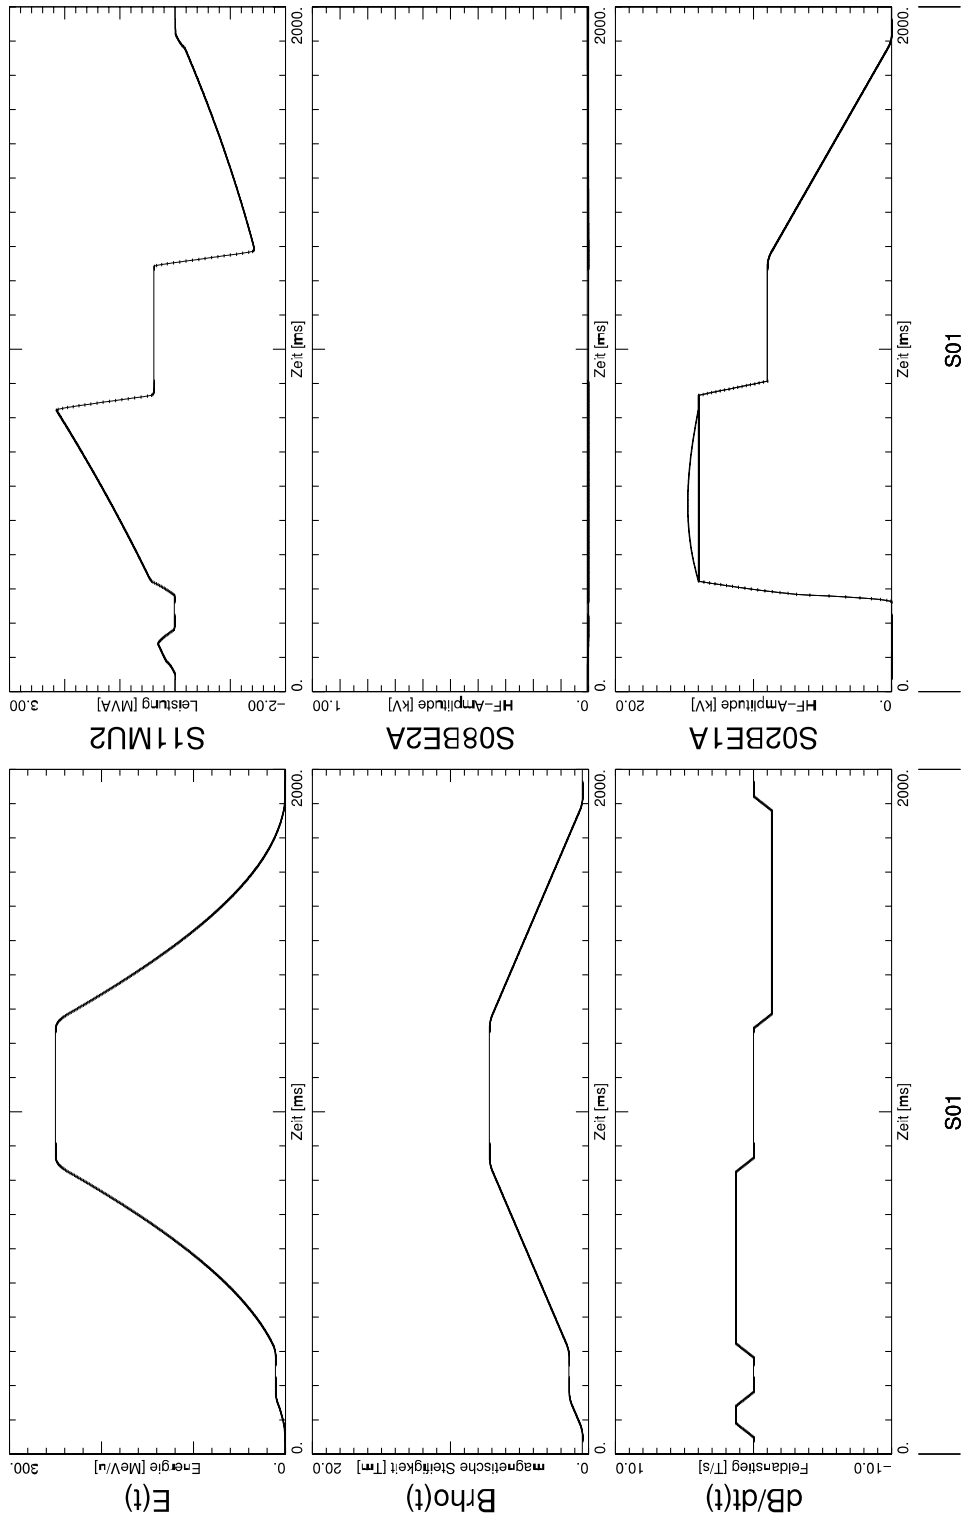 S11MU2
3.00
Leistung [MVA]
−2.00
0.
Zeit [ms]
2000.
S08BE2A
1.00
HF−Amplitude [kV]
0.
0.
Zeit [ms]
2000.
S02BE1A
20.0
HF−Amplitude [kV]
0.
0.
Zeit [ms]
2000.
S01
E(t)
300.
Energie [MeV/u]
0.
0.
Zeit [ms]
2000.
Brho(t)
20.0
magnetische Steifigkeit [Tm]
0.
0.
Zeit [ms]
2000.
dB/dt(t)
10.0
Feldanstieg [T/s]
−10.0
0.
Zeit [ms]
2000.
S01